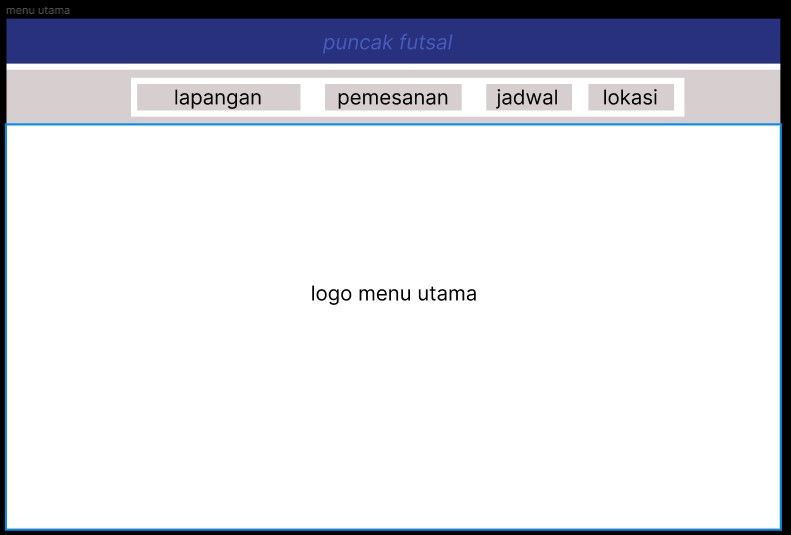 menu utama
puncak futsal
lapangan pemesanan jadwal lokasi
logo menu utama